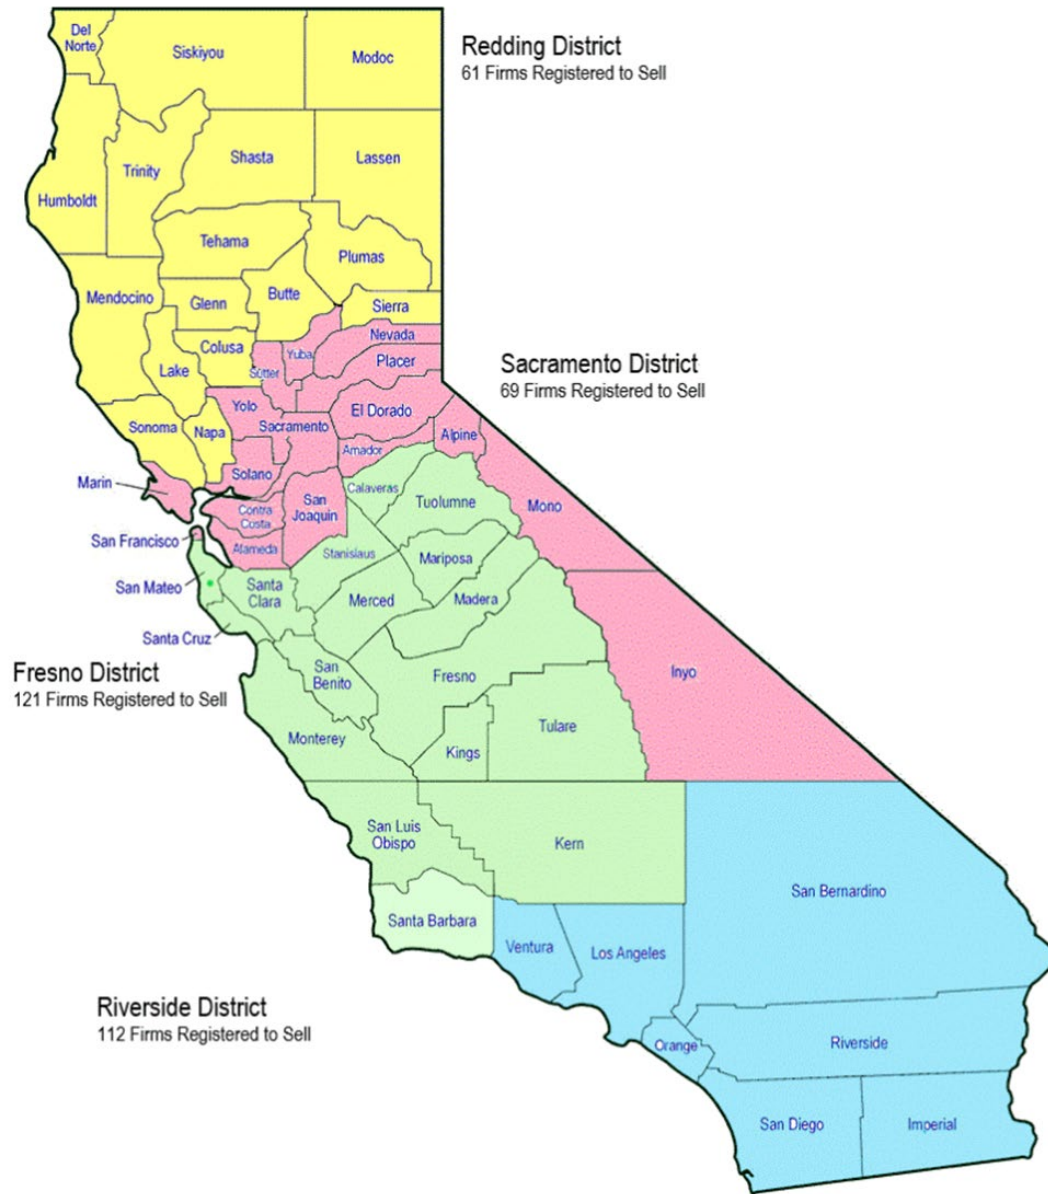 Del
Norte
Siskiyou
Modoc
Redding District
61 Firms Registered to Sell
Humboldt
Trinity
Shasta
Lassen
Tehama
Plumas
Mendocino
Glenn
Butte
Sierra
Lake
Colusa
Sutter
Yuba
Nevada
Placer
Sacramento District
69 Firms Registered to Sell
Sonoma
Napa
Yolo
Sacramento
El Dorado
Amador
Alpine
Marin
Solano
Contra
Costa
San
Joaquin
Calaveras
Tuolumne
Mono
San Francisco
Alameda
Stanislaus
Mariposa
San Mateo
Santa
Clara
Merced
Madera
Santa Cruz
Fresno District
121 Firms Registered to Sell
San
Benito
Fresno
Inyo
Monterey
Kings
Tulare
San Luis
Obispo
Kern
San Bernardino
Santa Barbara
Ventura
Los Angeles
Riverside District
112 Firms Registered to Sell
Orange
Riverside
San Diego
Imperial